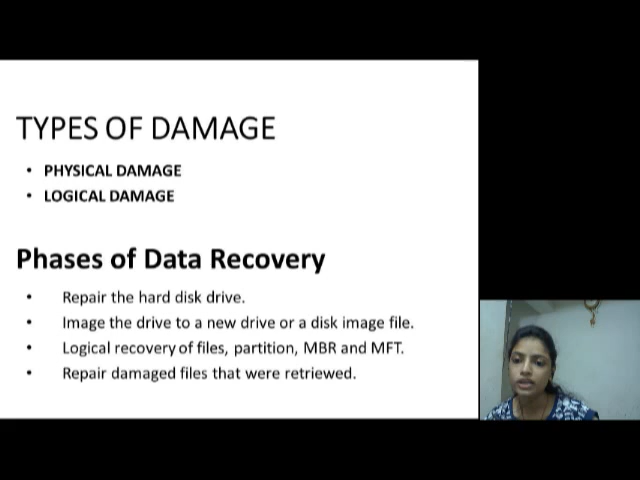 TYPES OF DAMAGE
• PHYSICAL DAMAGE
• LOGICAL DAMAGE
Phases of Data Recovery
• Repair the hard disk drive.
• Image the drive to a new drive or a disk image file.
• Logical recovery of files, partition, MBR and MFT.
• Repair damaged files that were retrieved.